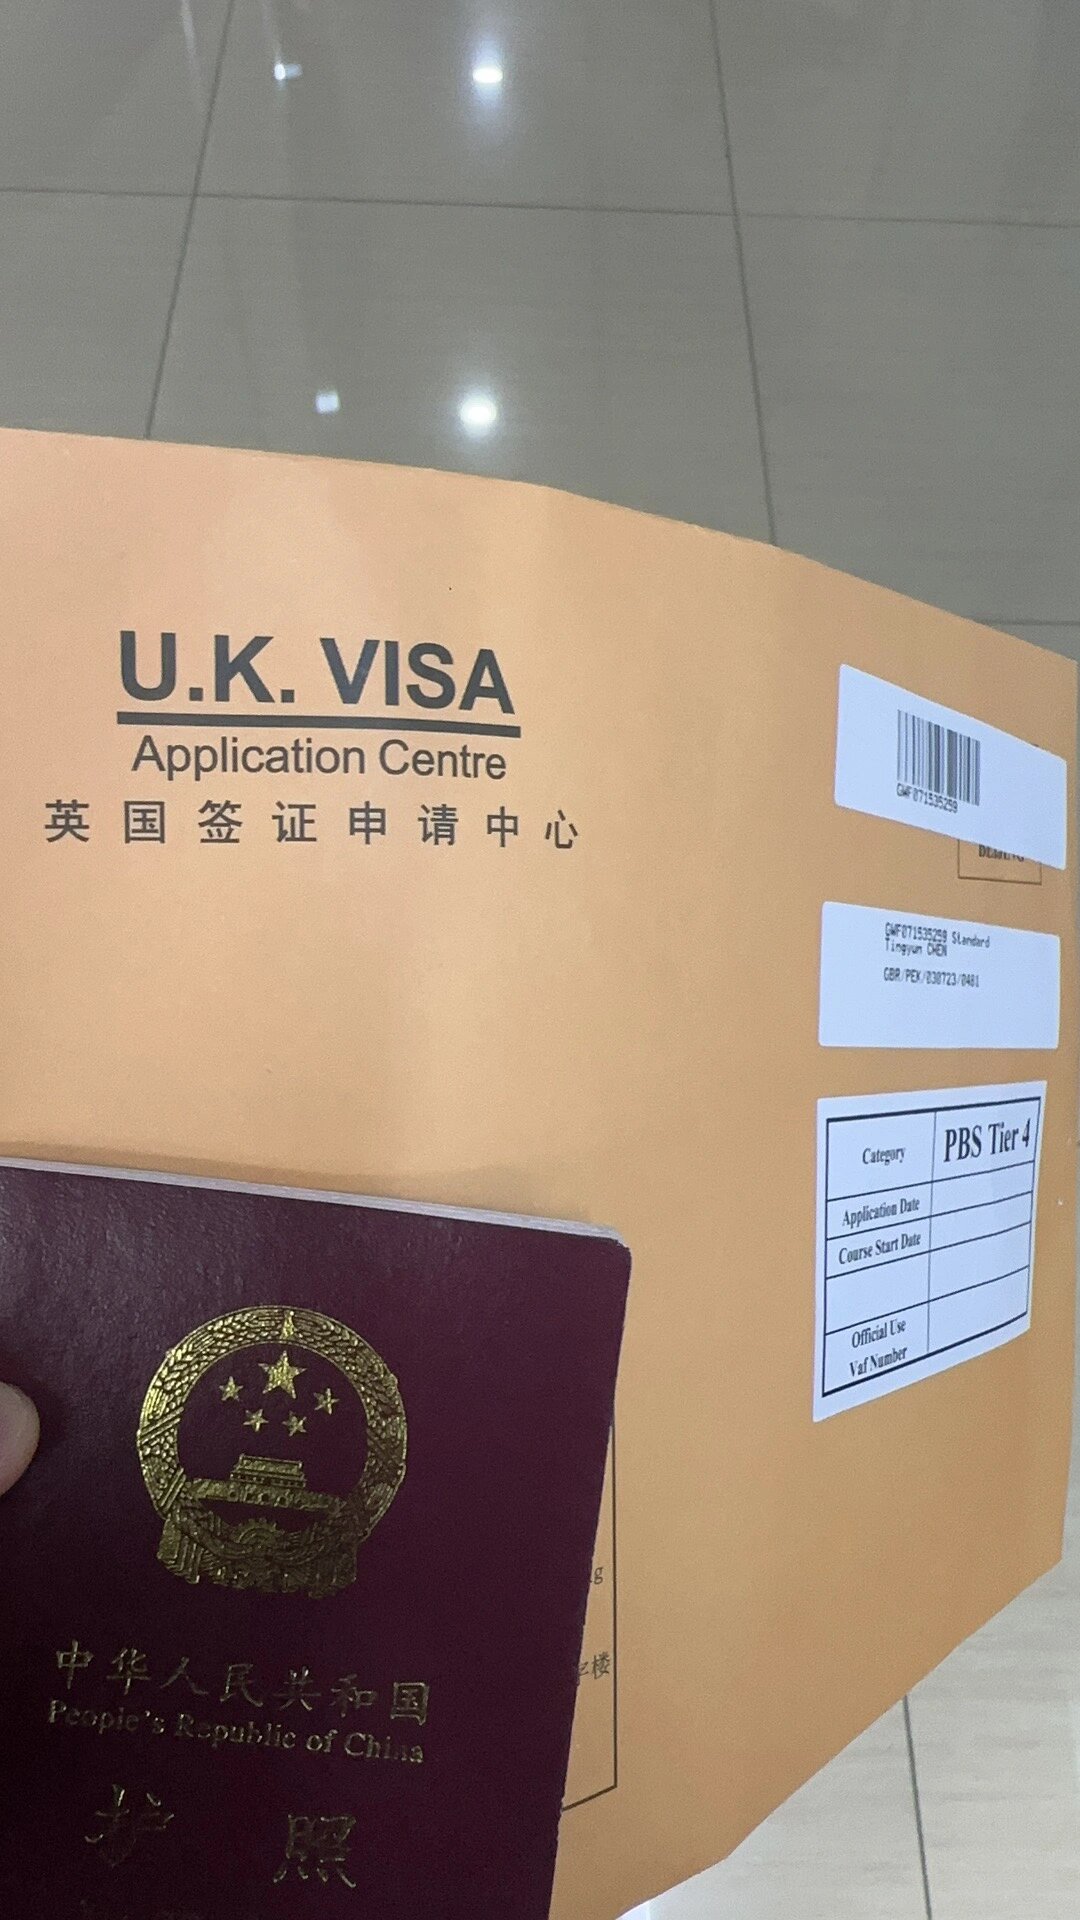 U.K. VISA
Application Centre
英国签证申请中心
GWF071535259
BEIJING
GWF071535259 Standard
Tingyun CHEN
GBR/PEK/030723/0481
Category PBS Tier 4
Application Date
Course Start Date
Official Use
Vaf Number
楼
中华人民共和国
People's Republic of China
护照